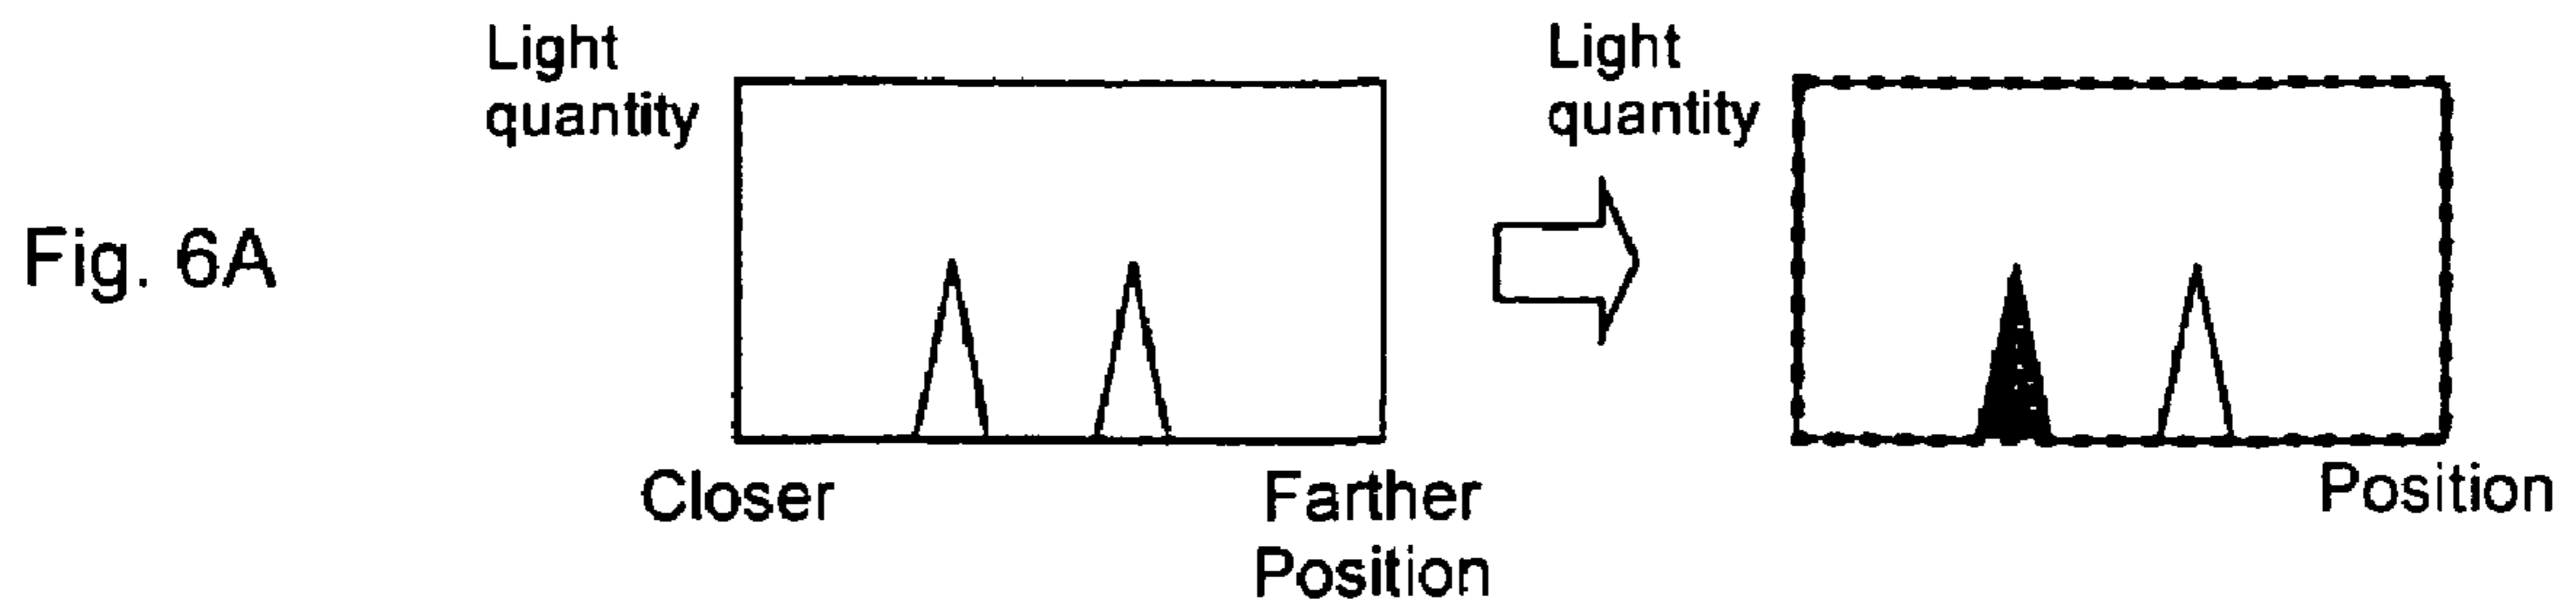 Light
quantity
Light
quantity
Fig. 6A
Closer
Farther
Position
Position